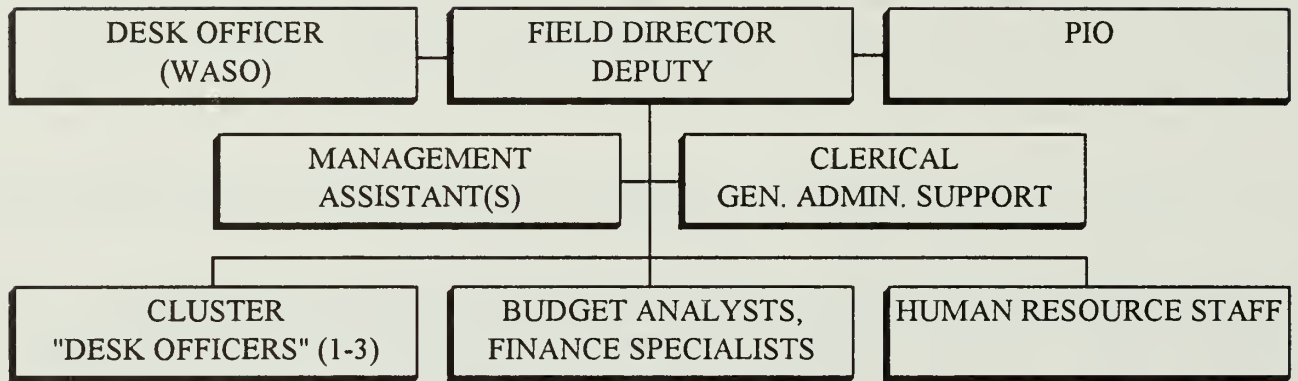 DESK OFFICER
(WASO)
FIELD DIRECTOR
DEPUTY
PIO
MANAGEMENT
ASSISTANT(S)
CLERICAL
GEN. ADMIN. SUPPORT
CLUSTER
"DESK OFFICERS" (1-3)
BUDGET ANALYSTS,
FINANCE SPECIALISTS
HUMAN RESOURCE STAFF